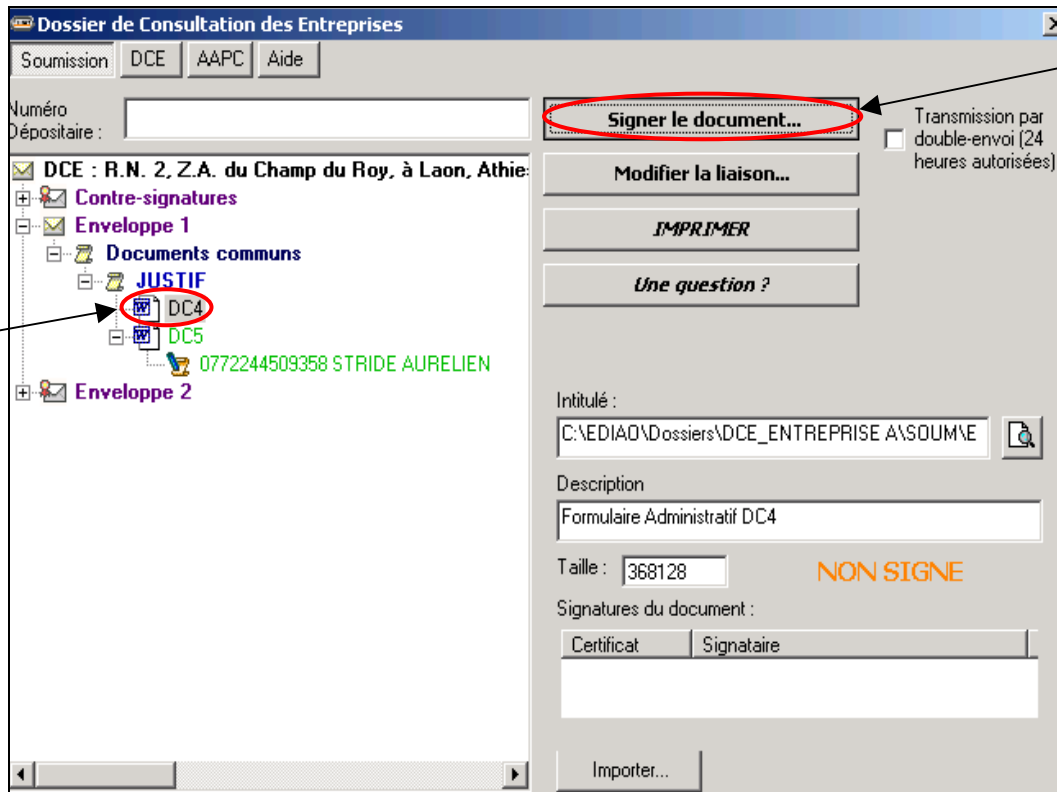 Dossier de Consultation des Entreprises
Soumission DCE AAPC Aide
Numéro
Dépositaire :
Signer le document...
Transmission par
double-envoi (24
heures autorisées)
DCE : R.N. 2, Z.A. du Champ du Roy, à Laon, Athie
Modifier la liaison...
Contre-signatures
Enveloppe 1
IMPRIMER
Documents communs
JUSTIF
Une question ?
DC4
DC5
0772244509358 STRIDE AURELIEN
Enveloppe 2
Intitulé :
C:\EDIAO\Dossiers\DCE_ENTREPRISE A\SOUM\E
Description
Formulaire Administratif DC4
Taille : 368128 NON SIGNE
Signatures du document :
Certificat Signataire
Importer...